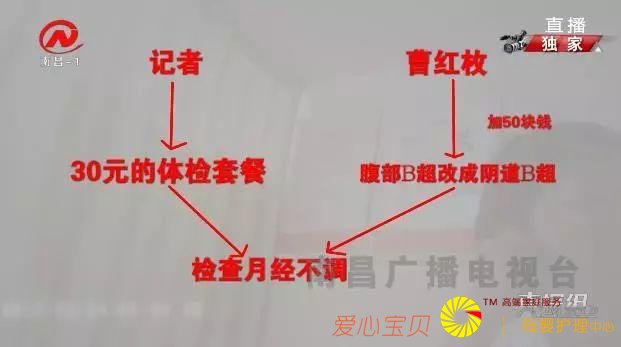 南昌-1
直播
独家
记者
曹红枚
加50块钱
30元的体检套餐
腹部B超改成阴道B超
检查月经不调
南昌广播电视台
TM 高端家庭服务
爱心宝贝
母婴护理中心